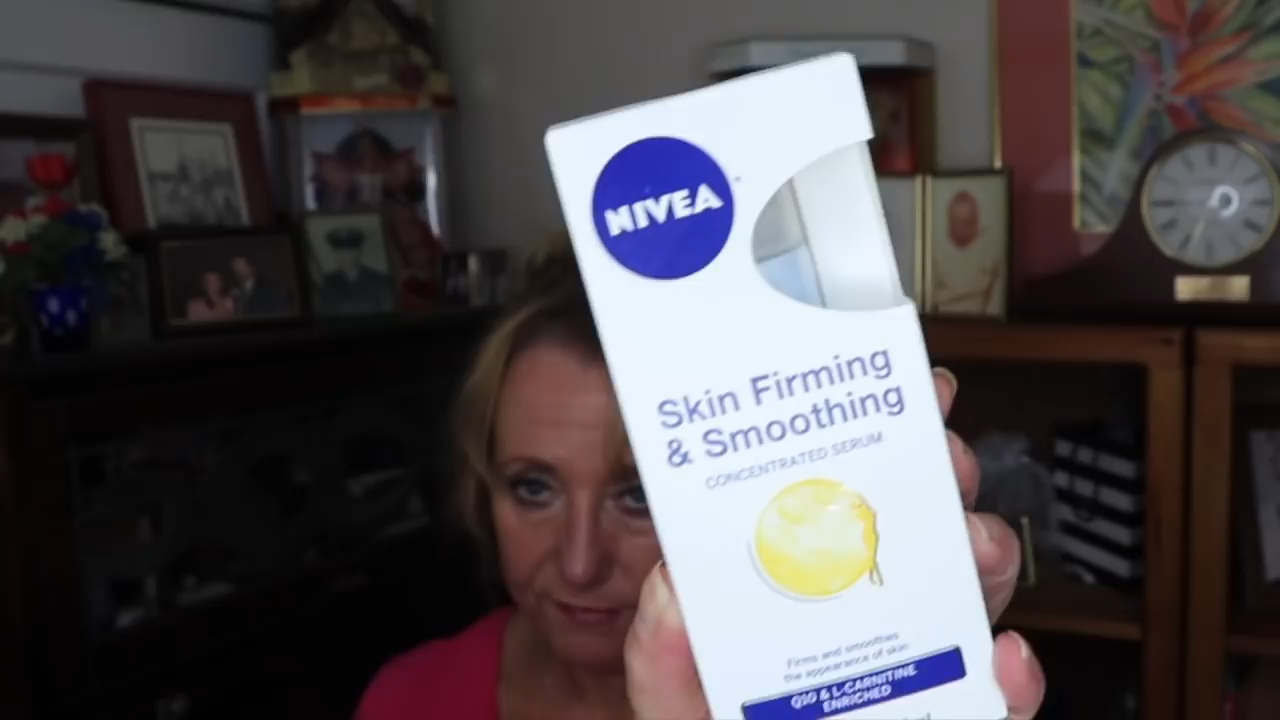 NIVEA
Skin Firming
& Smoothing
CONCENTRATED SERUM
Firms and smoothes
the appearance of skin
Q10 & L-CARNITINE
ENRICHED